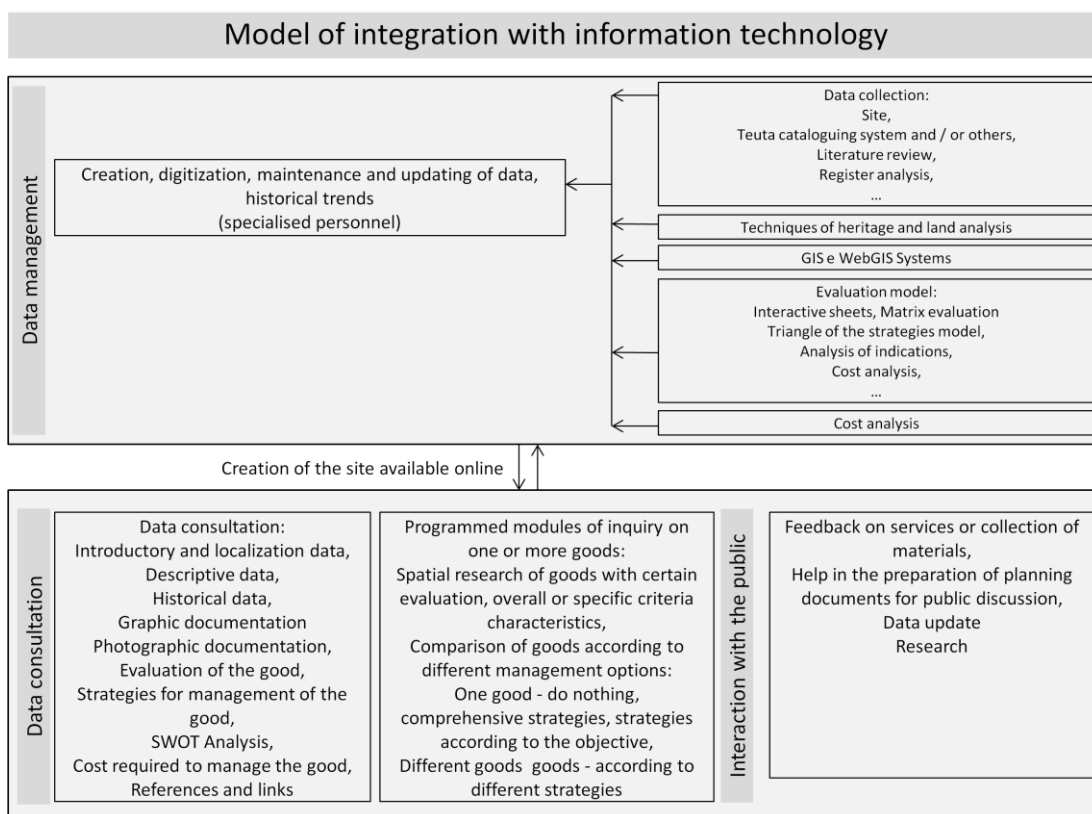 Model of integration with information technology
Data management
Creation, digitization, maintenance and updating of data,
historical trends
(specialised personnel)
Data collection:
Site,
Teuta cataloguing system and / or others,
Literature review,
Register analysis,
...
Techniques of heritage and land analysis
GIS e WebGIS Systems
Evaluation model:
Interactive sheets, Matrix evaluation
Triangle of the strategies model,
Analysis of indications,
Cost analysis,
...
Cost analysis
Creation of the site available online
Data consultation
Data consultation:
Introductory and localization data,
Descriptive data,
Historical data,
Graphic documentation
Photographic documentation,
Evaluation of the good,
Strategies for management of the
good,
SWOT Analysis,
Cost required to manage the good,
References and links
Programmed modules of inquiry on
one or more goods:
Spatial research of goods with certain
evaluation, overall or specific criteria
characteristics,
Comparison of goods according to
different management options:
One good - do nothing,
comprehensive strategies, strategies
according to the objective,
Different goods  goods - according to
different strategies
Interaction with the public
Feedback on services or collection of
materials,
Help in the preparation of planning
documents for public discussion,
Data update
Research